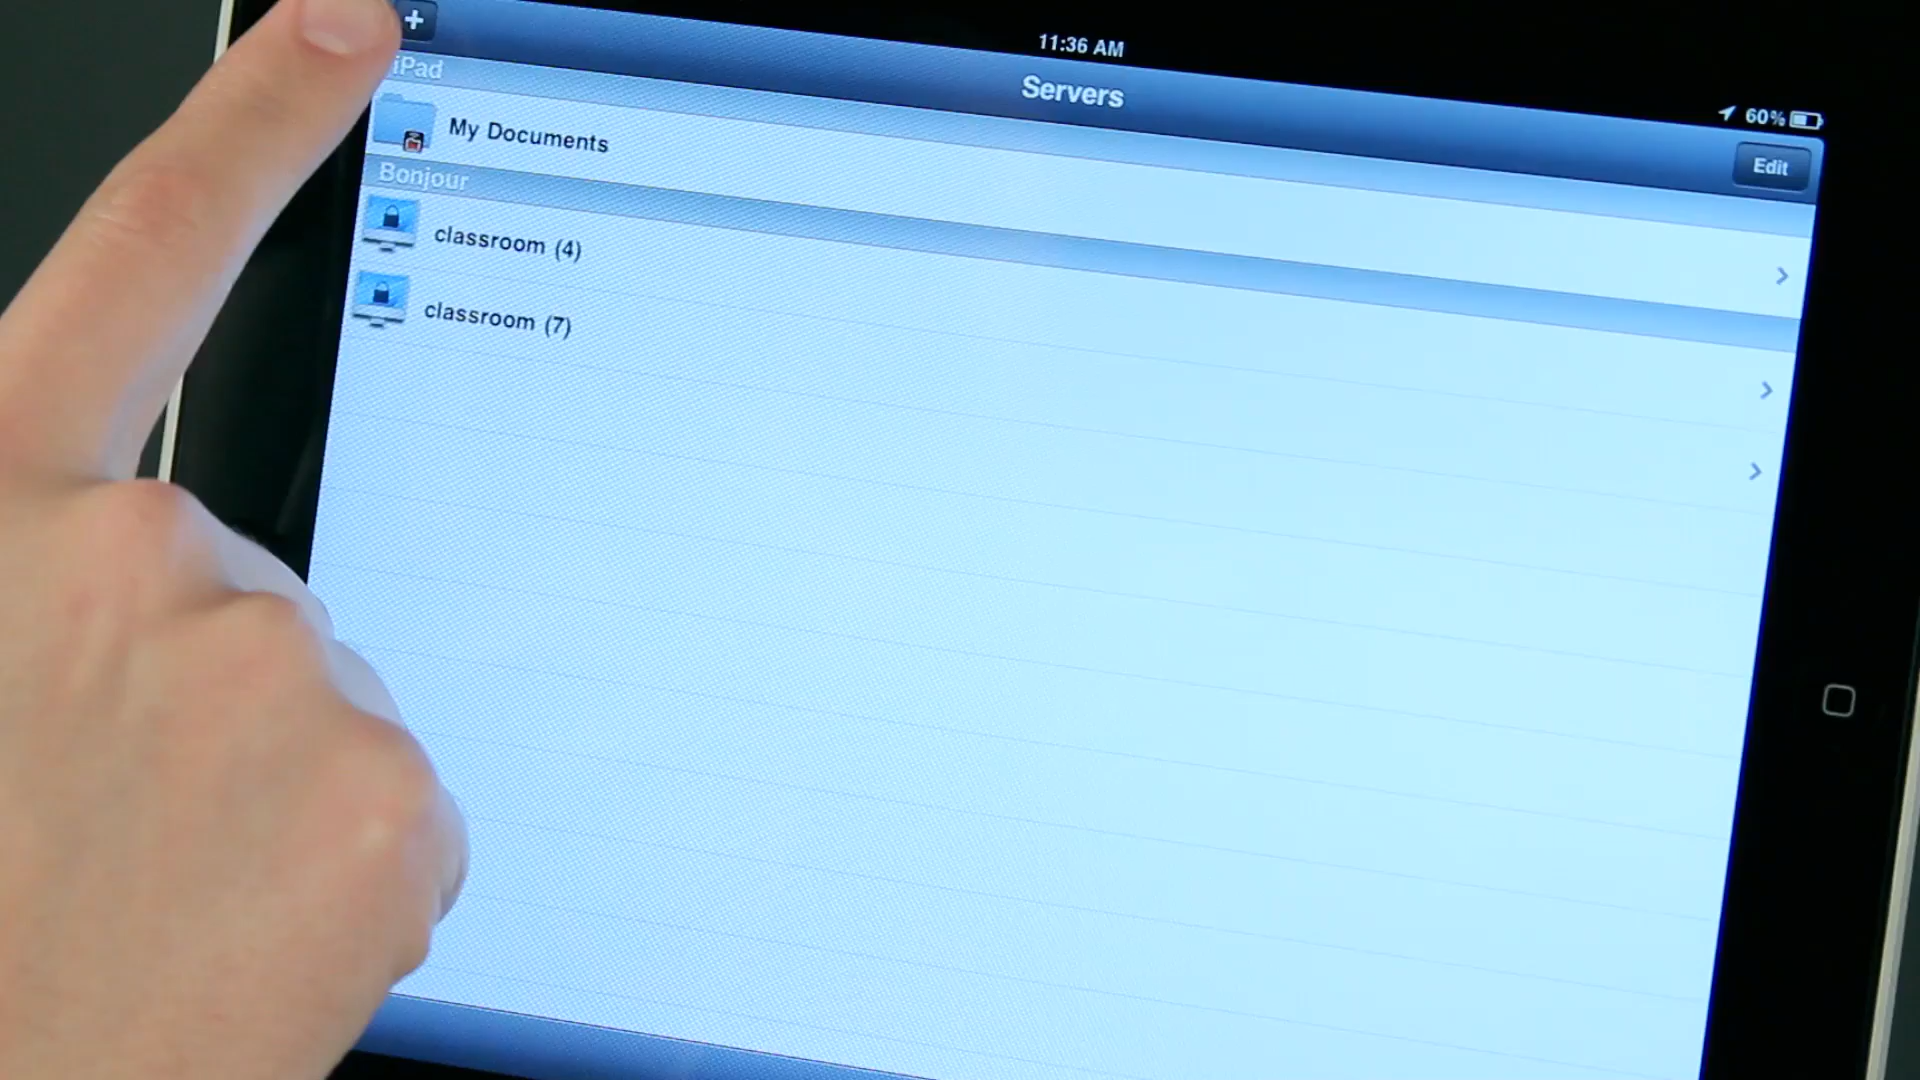 11:36 AM
60%
+
Servers
Edit
iPad
My Documents
Bonjour
classroom (4)
classroom (7)